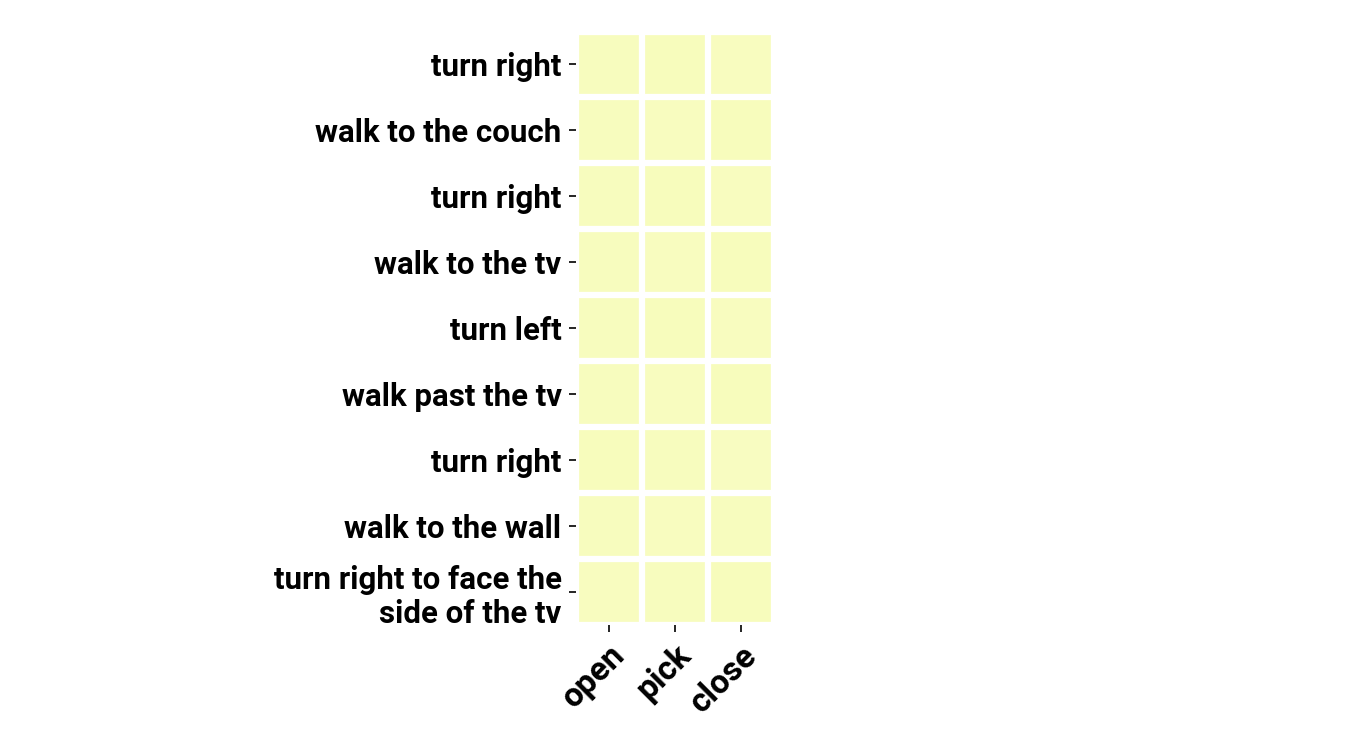 turn right
walk to the couch
turn right
walk to the tv
turn left
walk past the tv
turn right
walk to the wall
turn right to face the
side of the tv
open
pick
close